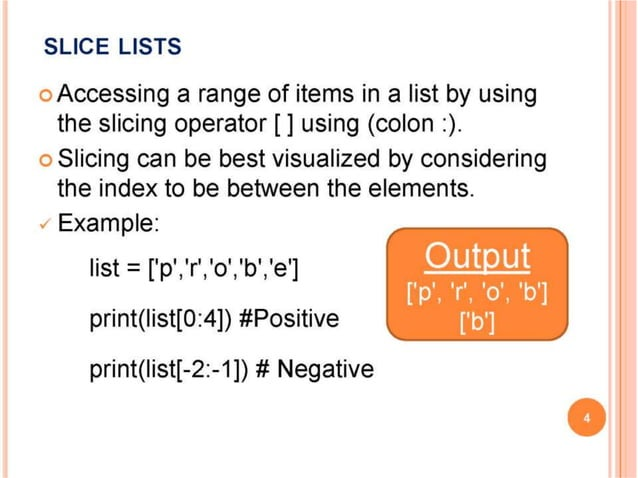 SLICE LISTS
Accessing a range of items in a list by using
the slicing operator [ ] using (colon :).
Slicing can be best visualized by considering
the index to be between the elements.
Example:
list = ['p','r','o','b','e']
print(list[0:4]) #Positive
print(list[-2:-1]) # Negative
Output
['p', 'r', 'o', 'b']
['b']
4